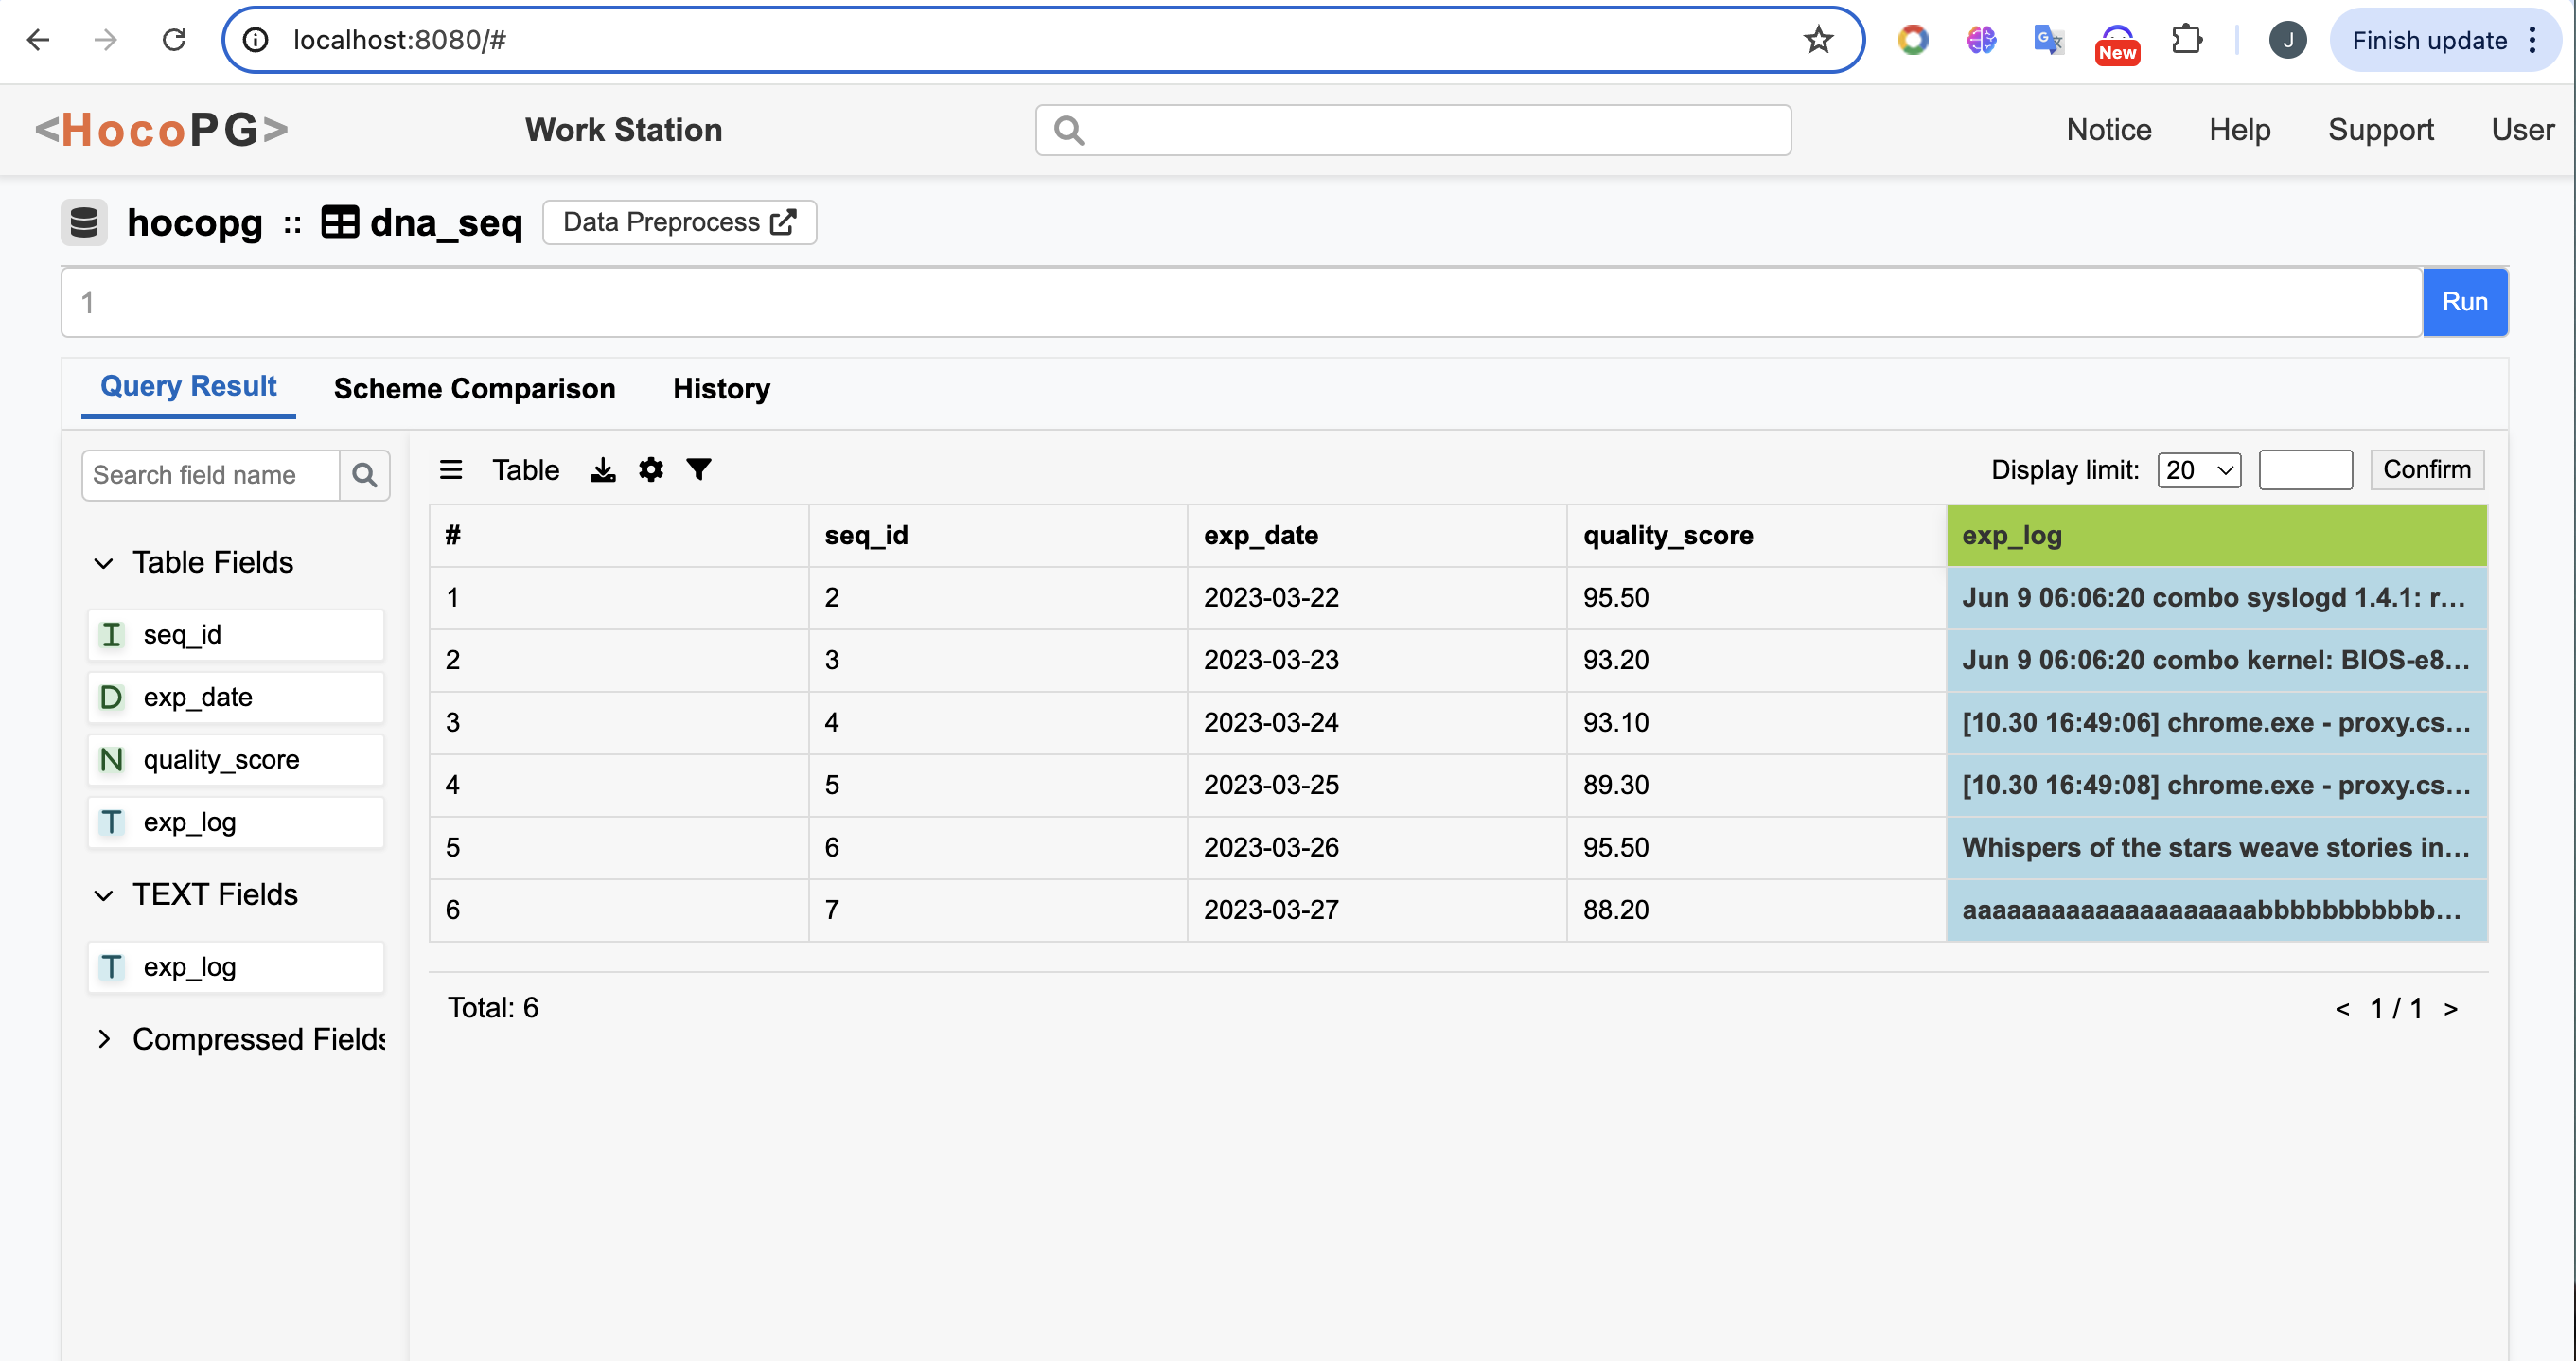 localhost:8080/#
New
J
Finish update
<HocoPG>
Work Station
Notice
Help
Support
User
hocopg :: dna_seq
Data Preprocess
1
Run
Query Result
Scheme Comparison
History
Search field name
Table
Display limit:
20
Confirm
Table Fields
I seq_id
D exp_date
N quality_score
T exp_log
TEXT Fields
T exp_log
Compressed Fields
# seq_id exp_date quality_score exp_log
1 2 2023-03-22 95.50 Jun 9 06:06:20 combo syslogd 1.4.1: r...
2 3 2023-03-23 93.20 Jun 9 06:06:20 combo kernel: BIOS-e8...
3 4 2023-03-24 93.10 [10.30 16:49:06] chrome.exe - proxy.cs...
4 5 2023-03-25 89.30 [10.30 16:49:08] chrome.exe - proxy.cs...
5 6 2023-03-26 95.50 Whispers of the stars weave stories in...
6 7 2023-03-27 88.20 aaaaaaaaaaaaaaaaaaaabbbbbbbbbbbb...
Total: 6
< 1 / 1 >